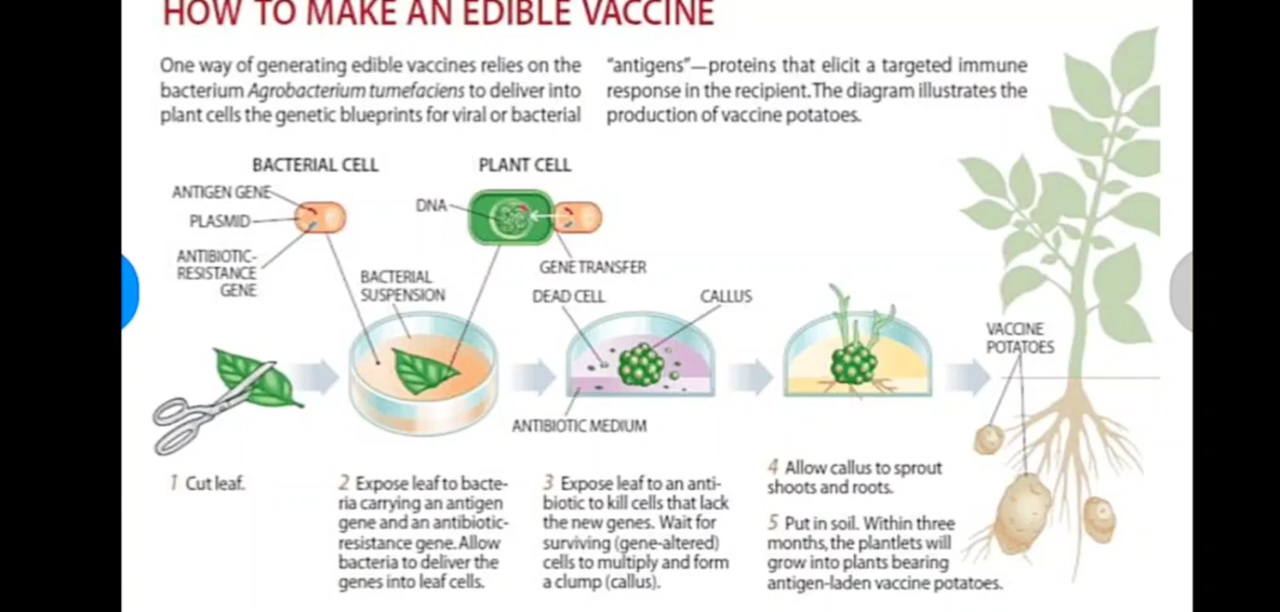 HOW TO MAKE AN EDIBLE VACCINE
One way of generating edible vaccines relies on the
bacterium Agrobacterium tumefaciens to deliver into
plant cells the genetic blueprints for viral or bacterial
"antigens"—proteins that elicit a targeted immune
response in the recipient. The diagram illustrates the
production of vaccine potatoes.
BACTERIAL CELL
PLANT CELL
ANTIGEN GENE
PLASMID
ANTIBIOTIC-
RESISTANCE
GENE
DNA
GENE TRANSFER
BACTERIAL
SUSPENSION
DEAD CELL
CALLUS
VACCINE
POTATOES
ANTIBIOTIC MEDIUM
1 Cut leaf.
2 Expose leaf to bacte-
ria carrying an antigen
gene and an antibiotic-
resistance gene. Allow
bacteria to deliver the
genes into leaf cells.
3 Expose leaf to an anti-
biotic to kill cells that lack
the new genes. Wait for
surviving (gene-altered)
cells to multiply and form
a clump (callus).
4 Allow callus to sprout
shoots and roots.
5 Put in soil. Within three
months, the plantlets will
grow into plants bearing
antigen-laden vaccine potatoes.